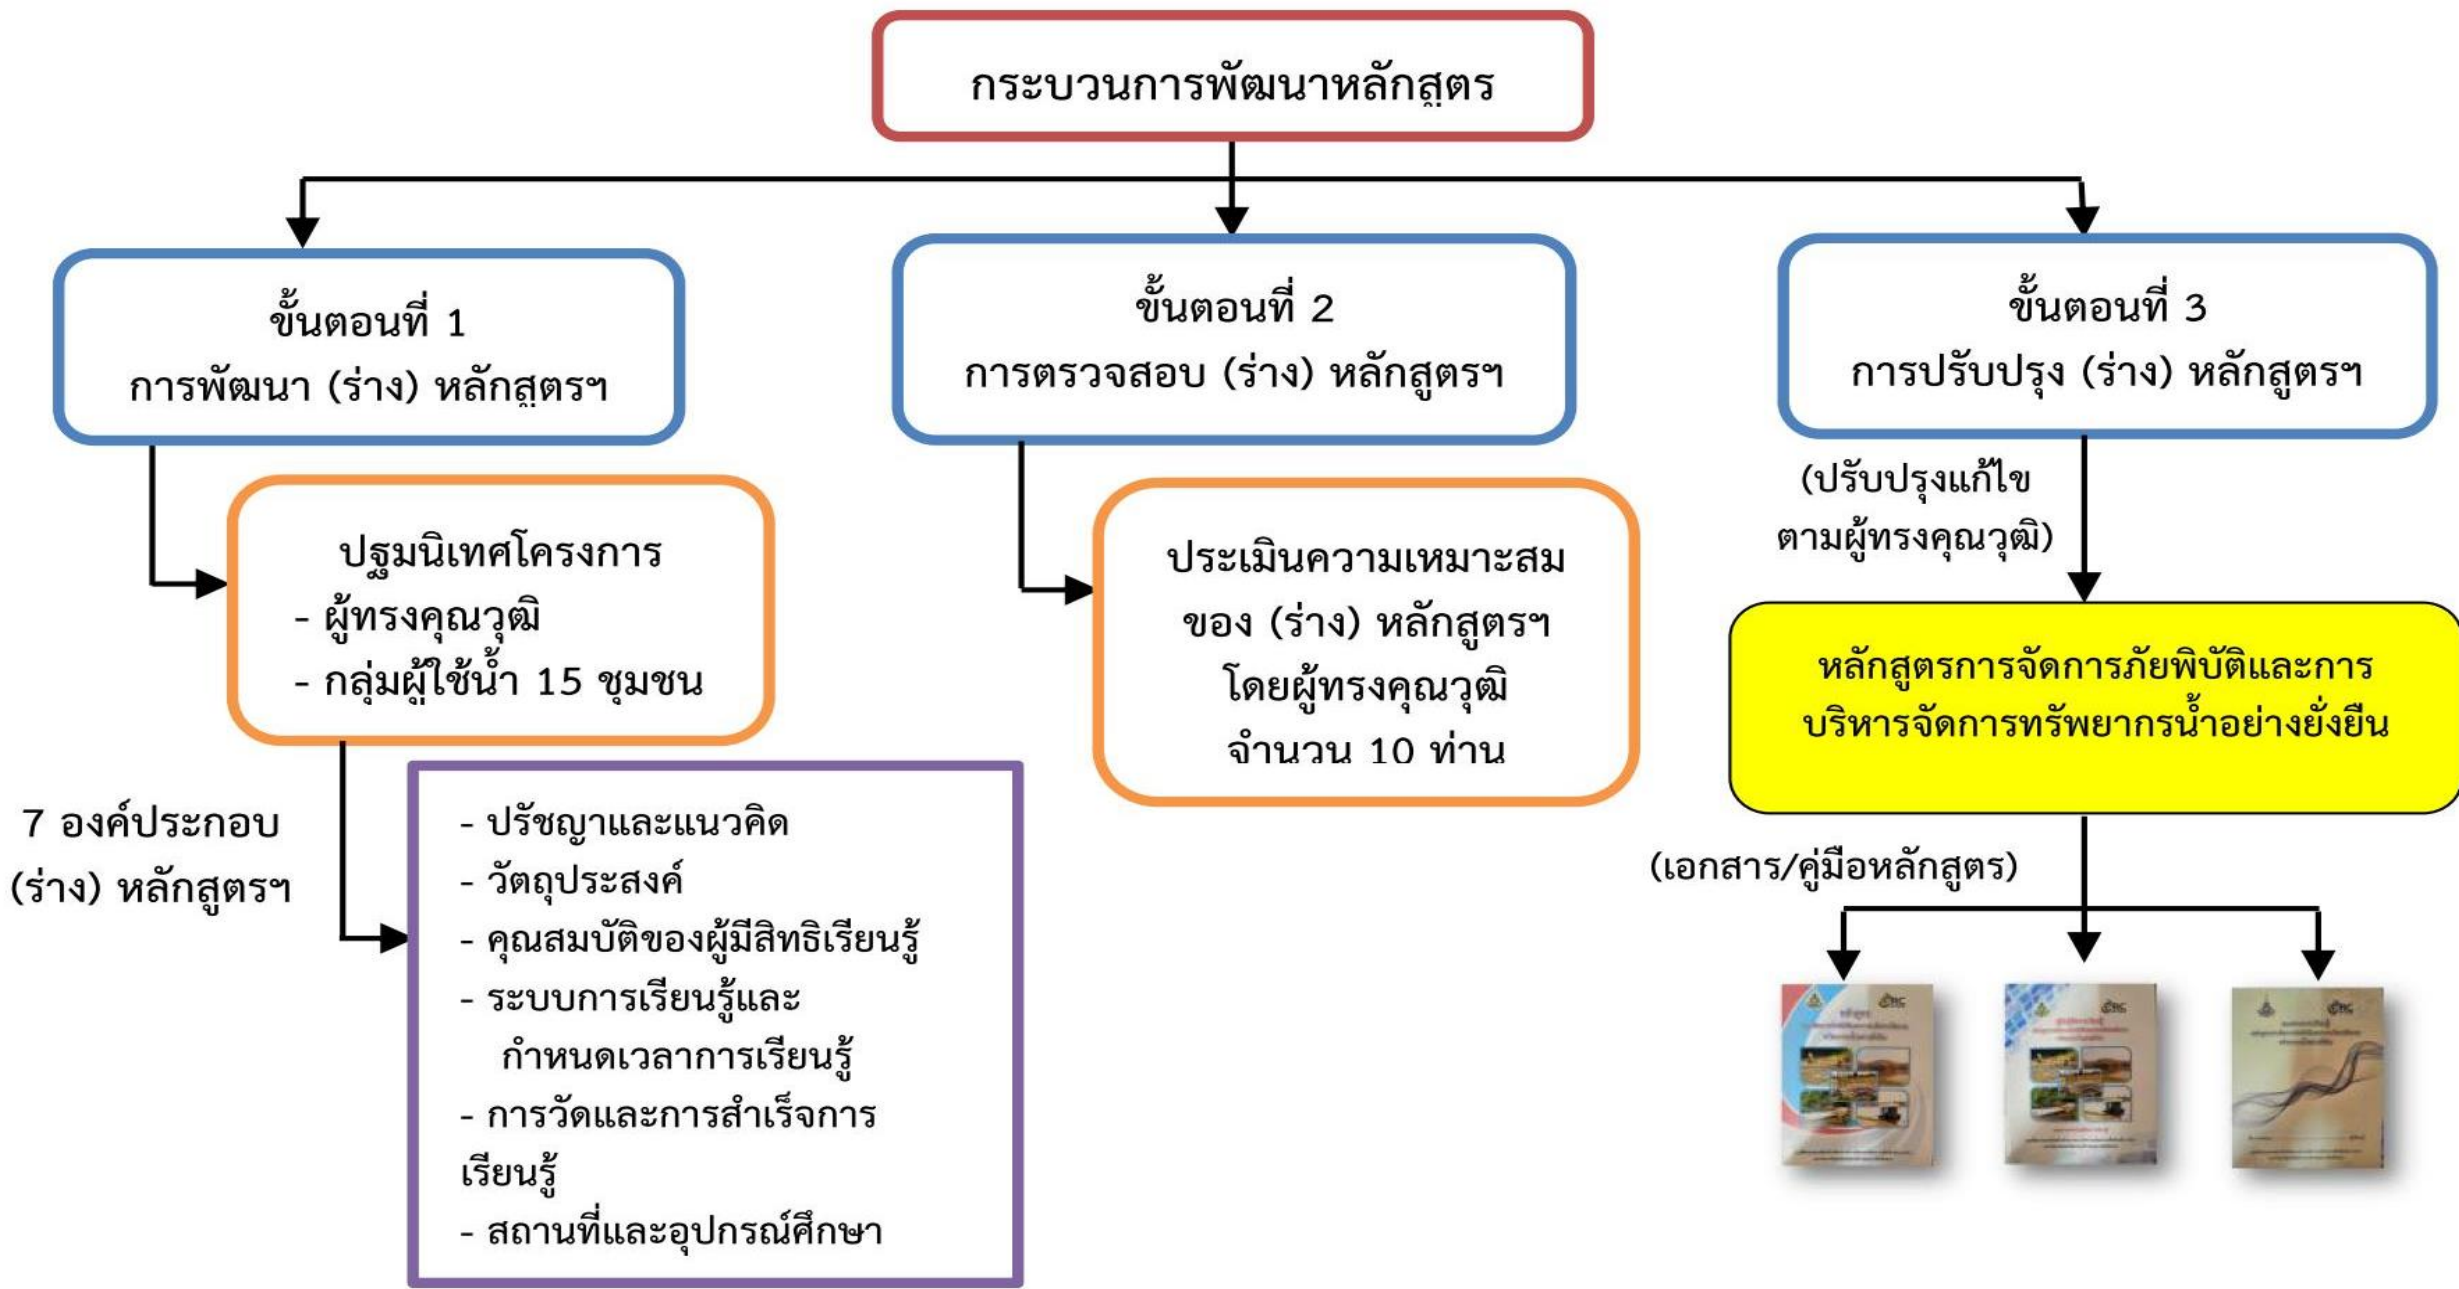 กระบวนการพัฒนาหลักสูตร
ขั้นตอนที่ 1
การพัฒนา (ร่าง) หลักสูตรฯ
ปฐมนิเทศโครงการ
- ผู้ทรงคุณวุฒิ
- กลุ่มผู้ใช้น้ำ 15 ชุมชน
7 องค์ประกอบ
(ร่าง) หลักสูตรฯ
- ปรัชญาและแนวคิด
- วัตถุประสงค์
- คุณสมบัติของผู้มีสิทธิเรียนรู้
- ระบบการเรียนรู้และ
กำหนดเวลาการเรียนรู้
- การวัดและการสำเร็จการ
เรียนรู้
- สถานที่และอุปกรณ์ศึกษา
ขั้นตอนที่ 2
การตรวจสอบ (ร่าง) หลักสูตรฯ
ประเมินความเหมาะสม
ของ (ร่าง) หลักสูตรฯ
โดยผู้ทรงคุณวุฒิ
จำนวน 10 ท่าน
ขั้นตอนที่ 3
การปรับปรุง (ร่าง) หลักสูตรฯ
(ปรับปรุงแก้ไข
ตามผู้ทรงคุณวุฒิ)
หลักสูตรการจัดการภัยพิบัติและการ
บริหารจัดการทรัพยากรน้ำอย่างยั่งยืน
(เอกสาร/คู่มือหลักสูตร)